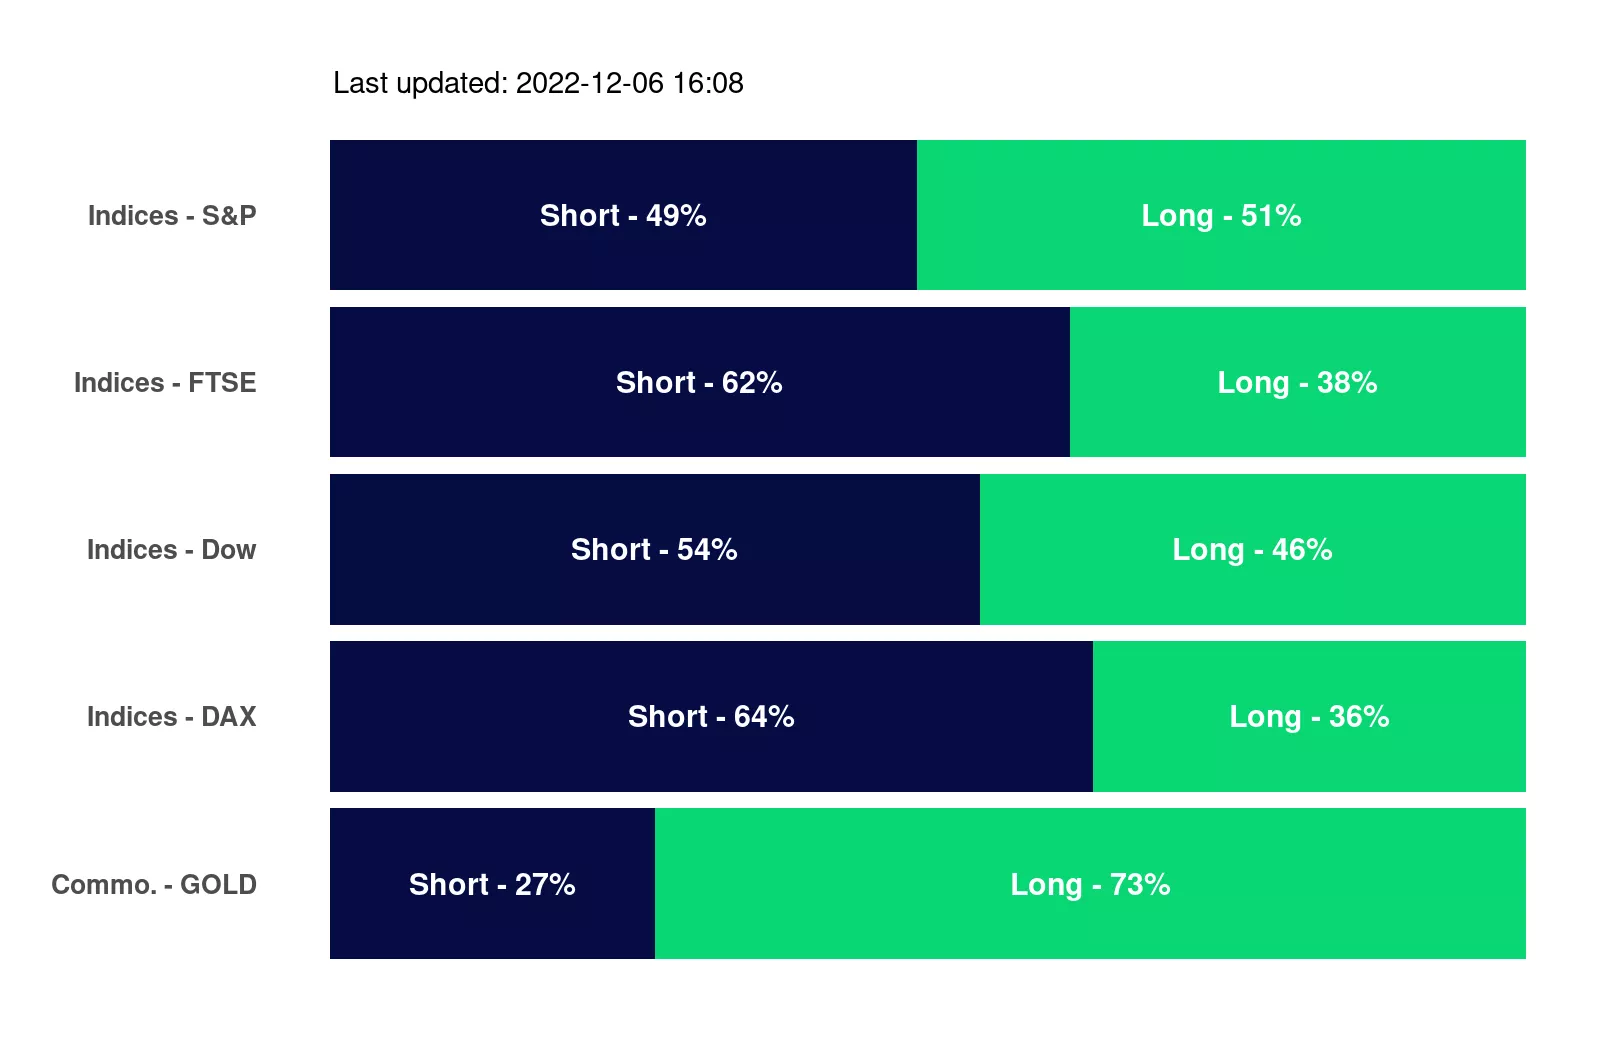 Last updated: 2022-12-06 16:08
Indices - S&P Short - 49% Long - 51%
Indices - FTSE Short - 62% Long - 38%
Indices - Dow Short - 54% Long - 46%
Indices - DAX Short - 64% Long - 36%
Commo. - GOLD Short - 27% Long - 73%